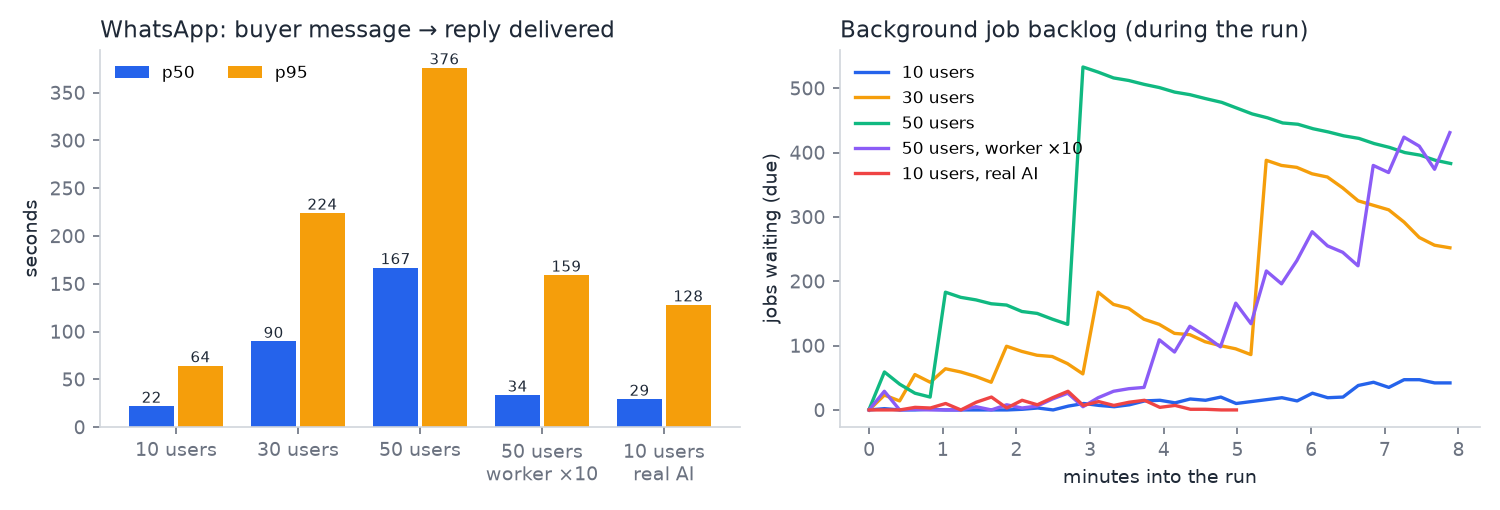 WhatsApp: buyer message → reply delivered
p50 p95
seconds
350
300
250
200
150
100
50
0
22
64
90
224
167
376
34
159
29
128
10 users
30 users
50 users
50 users
worker ×10
10 users
real AI
Background job backlog (during the run)
10 users
30 users
50 users
50 users, worker ×10
10 users, real AI
jobs waiting (due)
500
400
300
200
100
0
0 1 2 3 4 5 6 7 8
minutes into the run